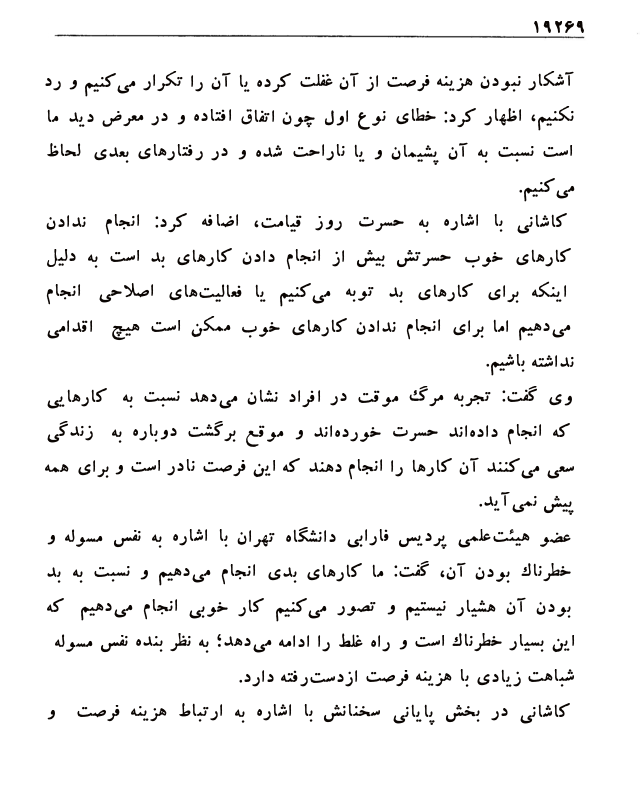 ۱۹۲۶۹
آشکار نبودن هزینه فرصت از آن غفلت کرده یا آن را تکرار می‌کنیم و رد
نکنیم، اظهار کرد: خطای نوع اول چون اتفاق افتاده و در معرض دید ما
است نسبت به آن پشیمان و یا ناراحت شده و در رفتارهای بعدی لحاظ
می‌کنیم.
کاشانی با اشاره به حسرت روز قیامت، اضافه کرد: انجام ندادن
کارهای خوب حسرتش بیش از انجام دادن کارهای بد است به دلیل
اینکه برای کارهای بد توبه می‌کنیم یا فعالیت‌های اصلاحی انجام
می‌دهیم اما برای انجام ندادن کارهای خوب ممکن است هیچ اقدامی
نداشته باشیم.
وی گفت: تجربه مرگ موقت در افراد نشان می‌دهد نسبت به کارهایی
که انجام داده‌اند حسرت خورده‌اند و موقع برگشت دوباره به زندگی
سعی می‌کنند آن کارها را انجام دهند که این فرصت نادر است و برای همه
پیش نمی‌آید.
عضو هیئت‌علمی پردیس فارابی دانشگاه تهران با اشاره به نفس مسوله و
خطرناک بودن آن، گفت: ما کارهای بدی انجام می‌دهیم و نسبت به بد
بودن آن هشیار نیستیم و تصور می‌کنیم کار خوبی انجام می‌دهیم که
این بسیار خطرناک است و راه غلط را ادامه می‌دهد؛ به نظر بنده نفس مسوله
شباهت زیادی با هزینه فرصت ازدست‌رفته دارد.
کاشانی در بخش پایانی سخنانش با اشاره به ارتباط هزینه فرصت و